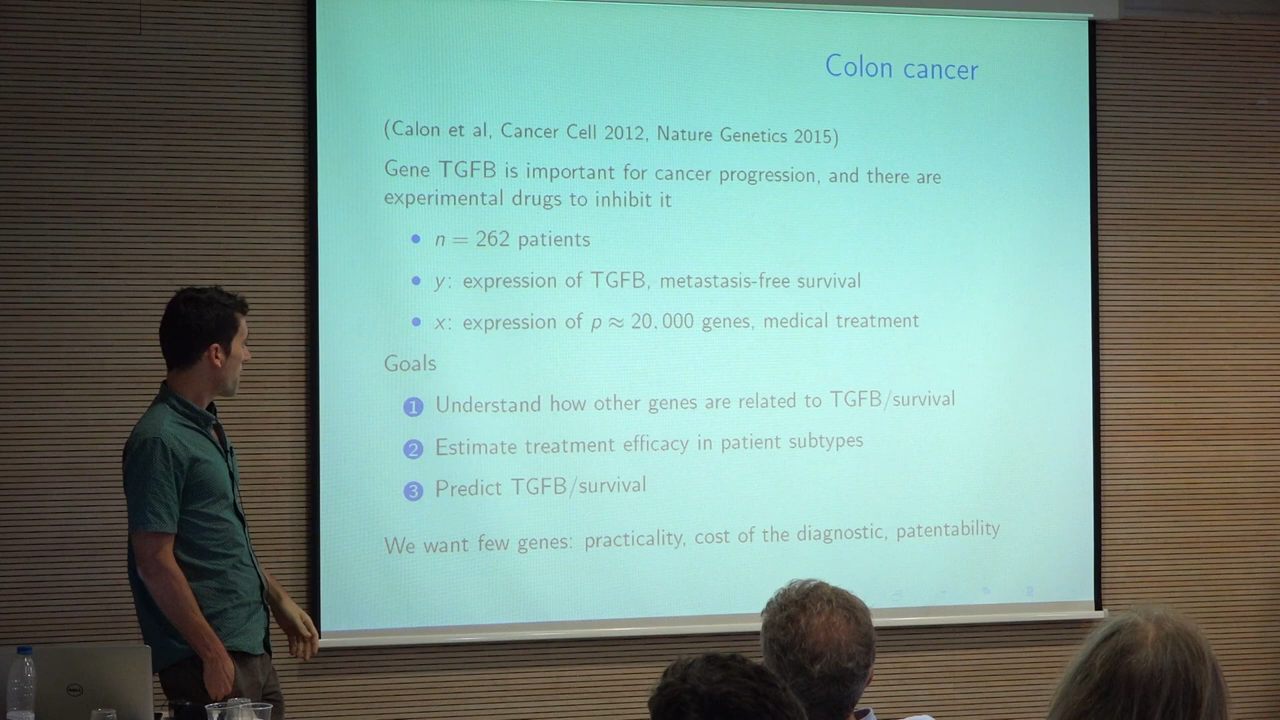 Colon cancer
(Calon et al, Cancer Cell 2012, Nature Genetics 2015)
Gene TGFB is important for cancer progression, and there are
experimental drugs to inhibit it
• n = 262 patients
• y: expression of TGFB, metastasis-free survival
• x: expression of p ≈ 20.000 genes, medical treatment
Goals
1 Understand how other genes are related to TGFB/survival
2 Estimate treatment efficacy in patient subtypes
3 Predict TGFB/survival
We want few genes: practicality, cost of the diagnostic, patentability
DELL